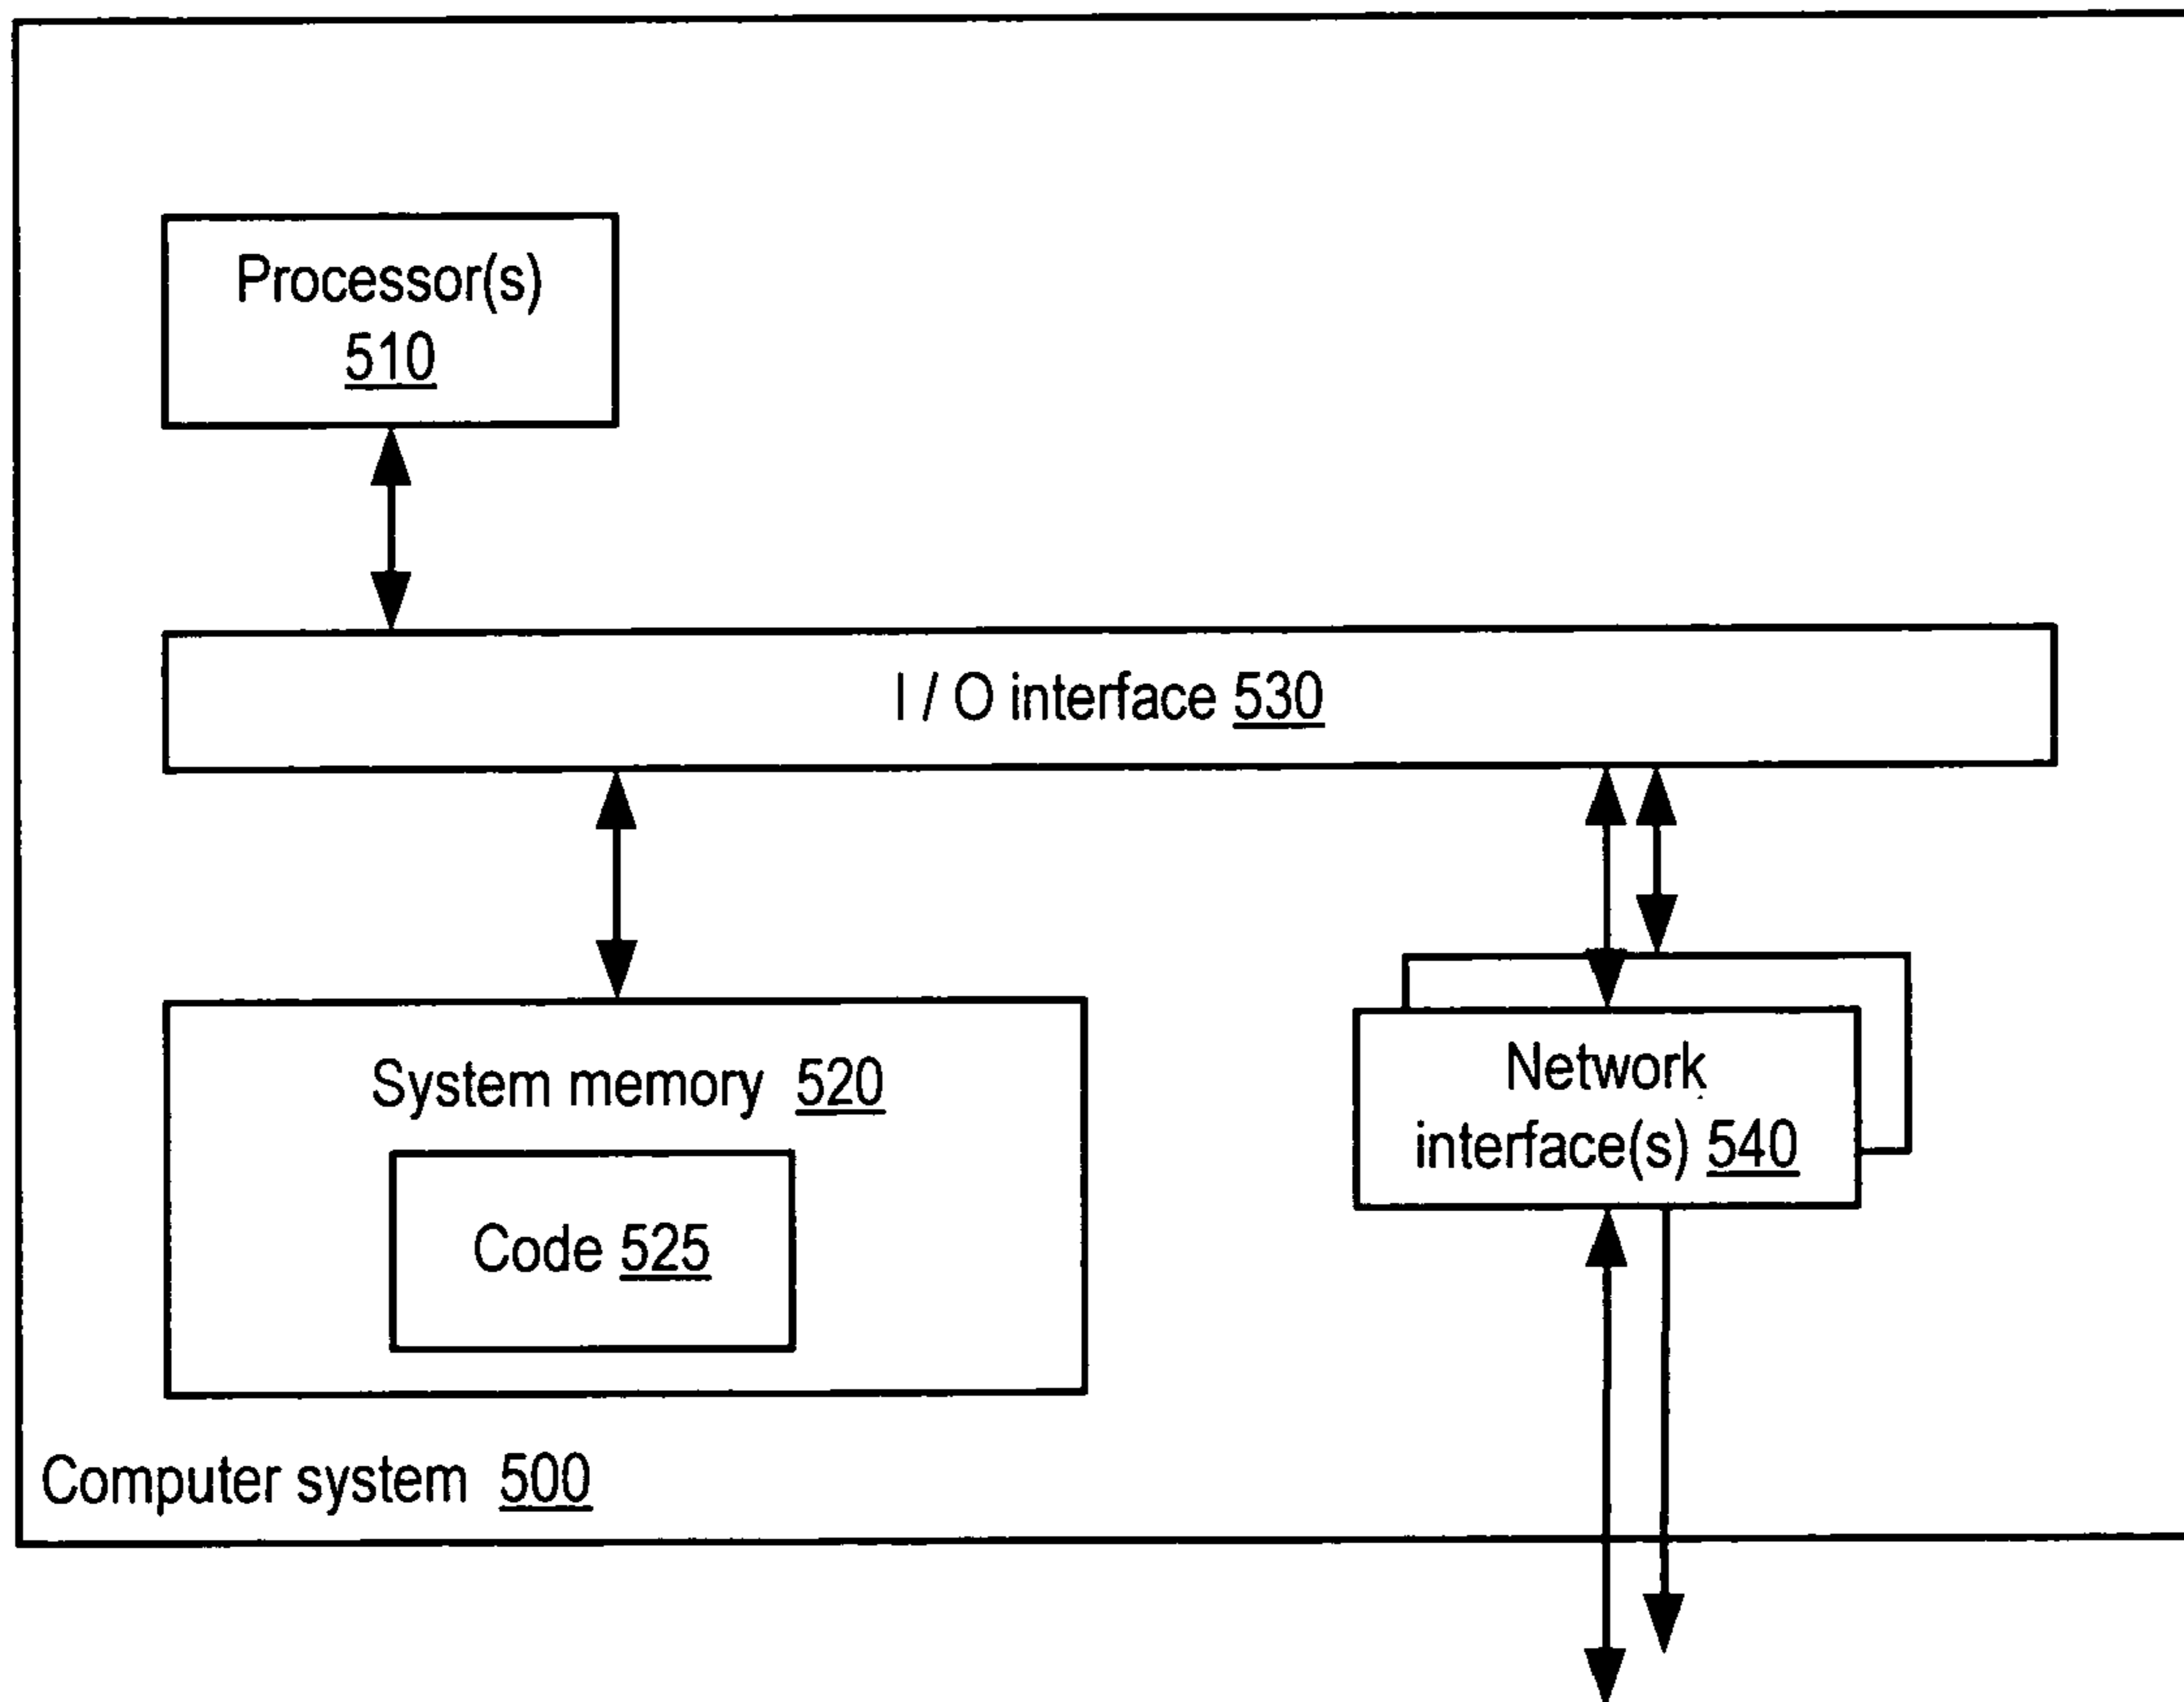 Processor(s)
510
I / O interface 530
System memory 520
Code 525
Network
interface(s) 540
Computer system 500